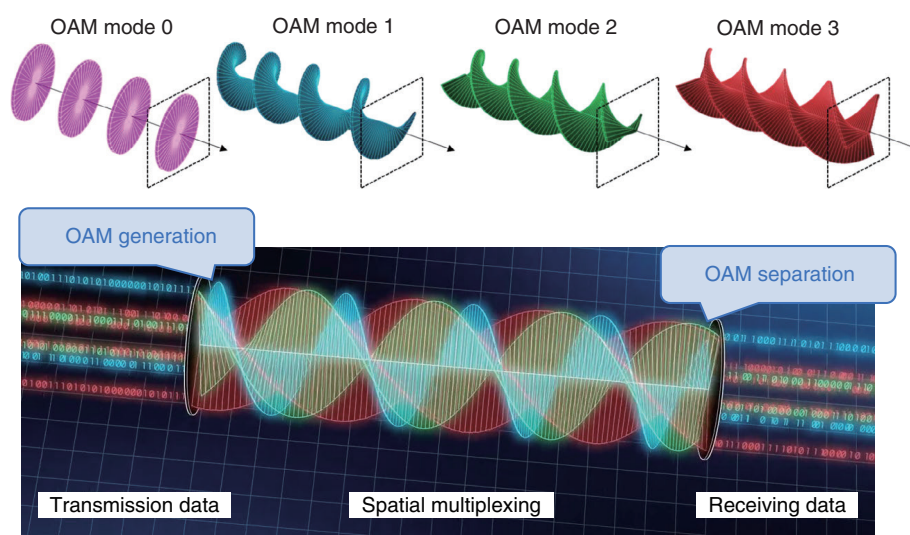 OAM mode 0
OAM mode 1
OAM mode 2
OAM mode 3
OAM generation
OAM separation
Transmission data
Spatial multiplexing
Receiving data